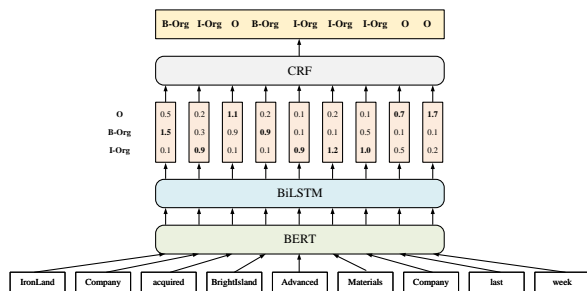 B-Org I-Org O B-Org I-Org I-Org I-Org O O
CRF
O 0.5 0.2 1.1 0.2 0.1 0.1 0.1 0.7 1.7
B-Org 1.5 0.3 0.9 0.9 0.1 0.1 0.5 0.1 0.1
I-Org 0.1 0.9 0.1 0.1 0.9 1.2 1.0 0.5 0.2
BiLSTM
BERT
IronLand Company acquired BrightIsland Advanced Materials Company last week